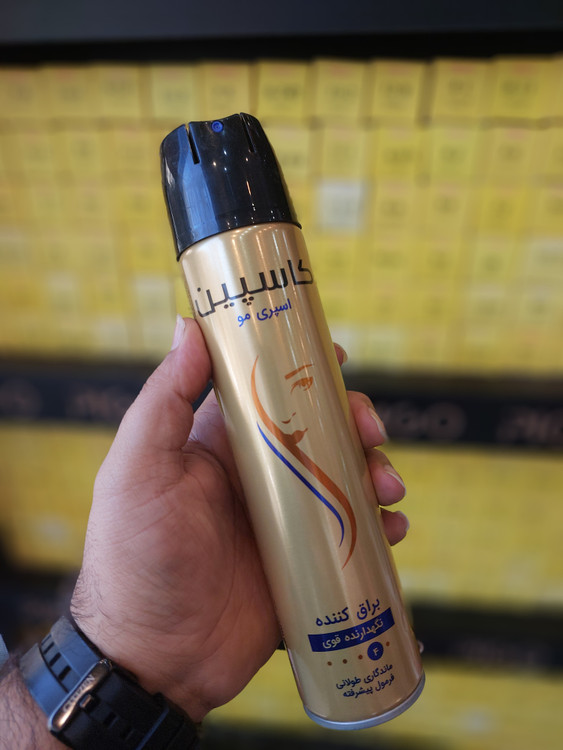 کاسپین
اسپری مو
براق کننده
نگهدارنده قوی
۴
ماندگاری طولانی
فرمول پیشرفته